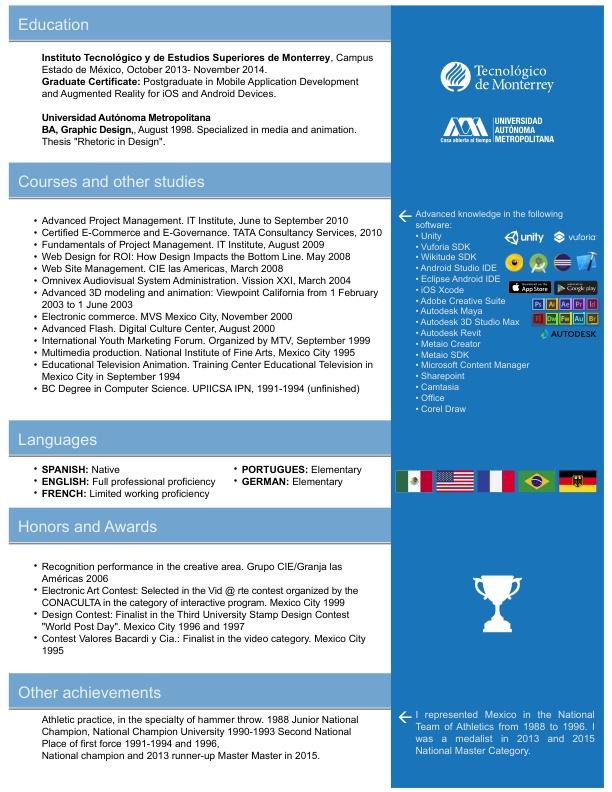 Education
Instituto Tecnológico y de Estudios Superiores de Monterrey, Campus
Estado de México, October 2013- November 2014.
Graduate Certificate: Postgraduate in Mobile Application Development
and Augmented Reality for iOS and Android Devices.
Universidad Autónoma Metropolitana
BA, Graphic Design,, August 1998. Specialized in media and animation.
Thesis "Rhetoric in Design".
Tecnológico
de Monterrey
Casa abierta al tiempo
UNIVERSIDAD
AUTÓNOMA
METROPOLITANA
Courses and other studies
• Advanced Project Management. IT Institute, June to September 2010
• Certified E-Commerce and E-Governance. TATA Consultancy Services, 2010
• Fundamentals of Project Management. IT Institute, August 2009
• Web Design for ROI: How Design Impacts the Bottom Line. May 2008
• Web Site Management. CIE las Americas, March 2008
• Omnivex Audiovisual System Administration. Vission XXI, March 2004
• Advanced 3D modeling and animation: Viewpoint California from 1 February
2003 to 1 June 2003
• Electronic commerce. MVS Mexico City, November 2000
• Advanced Flash. Digital Culture Center, August 2000
• International Youth Marketing Forum. Organized by MTV, September 1999
• Multimedia production. National Institute of Fine Arts, Mexico City 1995
• Educational Television Animation. Training Center Educational Television in
Mexico City in September 1994
• BC Degree in Computer Science. UPIICSA IPN, 1991-1994 (unfinished)
Advanced knowledge in the following
software:
• Unity
• Vuforia SDK
• Wikitude SDK
• Android Studio IDE
• Eclipse Android IDE
• iOS Xcode
• Adobe Creative Suite
• Autodesk Maya
• Autodesk 3D Studio Max
• Autodesk Revit
• Metaio Creator
• Metaio SDK
• Microsoft Content Manager
• Sharepoint
• Camtasia
• Office
• Corel Draw
unity
vuforia
App Store
Google play
Ps Ai Ae Pr Id
Fl Dw Fw Au Br
AUTODESK
Languages
• SPANISH: Native
• ENGLISH: Full professional proficiency
• FRENCH: Limited working proficiency
• PORTUGUES: Elementary
• GERMAN: Elementary
Honors and Awards
• Recognition performance in the creative area. Grupo CIE/Granja las
Américas 2006
• Electronic Art Contest: Selected in the Vid @ rte contest organized by the
CONACULTA in the category of interactive program. Mexico City 1999
• Design Contest: Finalist in the Third University Stamp Design Contest
"World Post Day". Mexico City 1996 and 1997
• Contest Valores Bacardi y Cia.: Finalist in the video category. Mexico City
1995
Other achievements
Athletic practice, in the specialty of hammer throw. 1988 Junior National
Champion, National Champion University 1990-1993 Second National
Place of first force 1991-1994 and 1996,
National champion and 2013 runner-up Master Master in 2015.
I represented Mexico in the National
Team of Athletics from 1988 to 1996. I
was a medalist in 2013 and 2015
National Master Category.